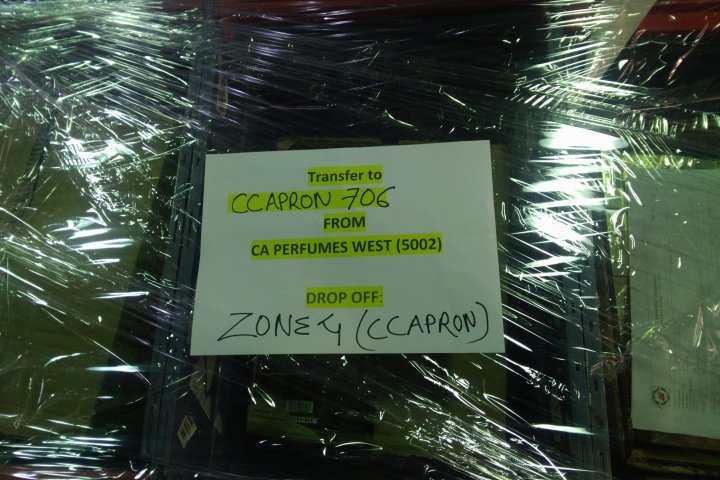 Transfer to
CCAPRON 706
FROM
CA PERFUMES WEST (5002)
DROP OFF:
ZONE 4 (CCAPRON)